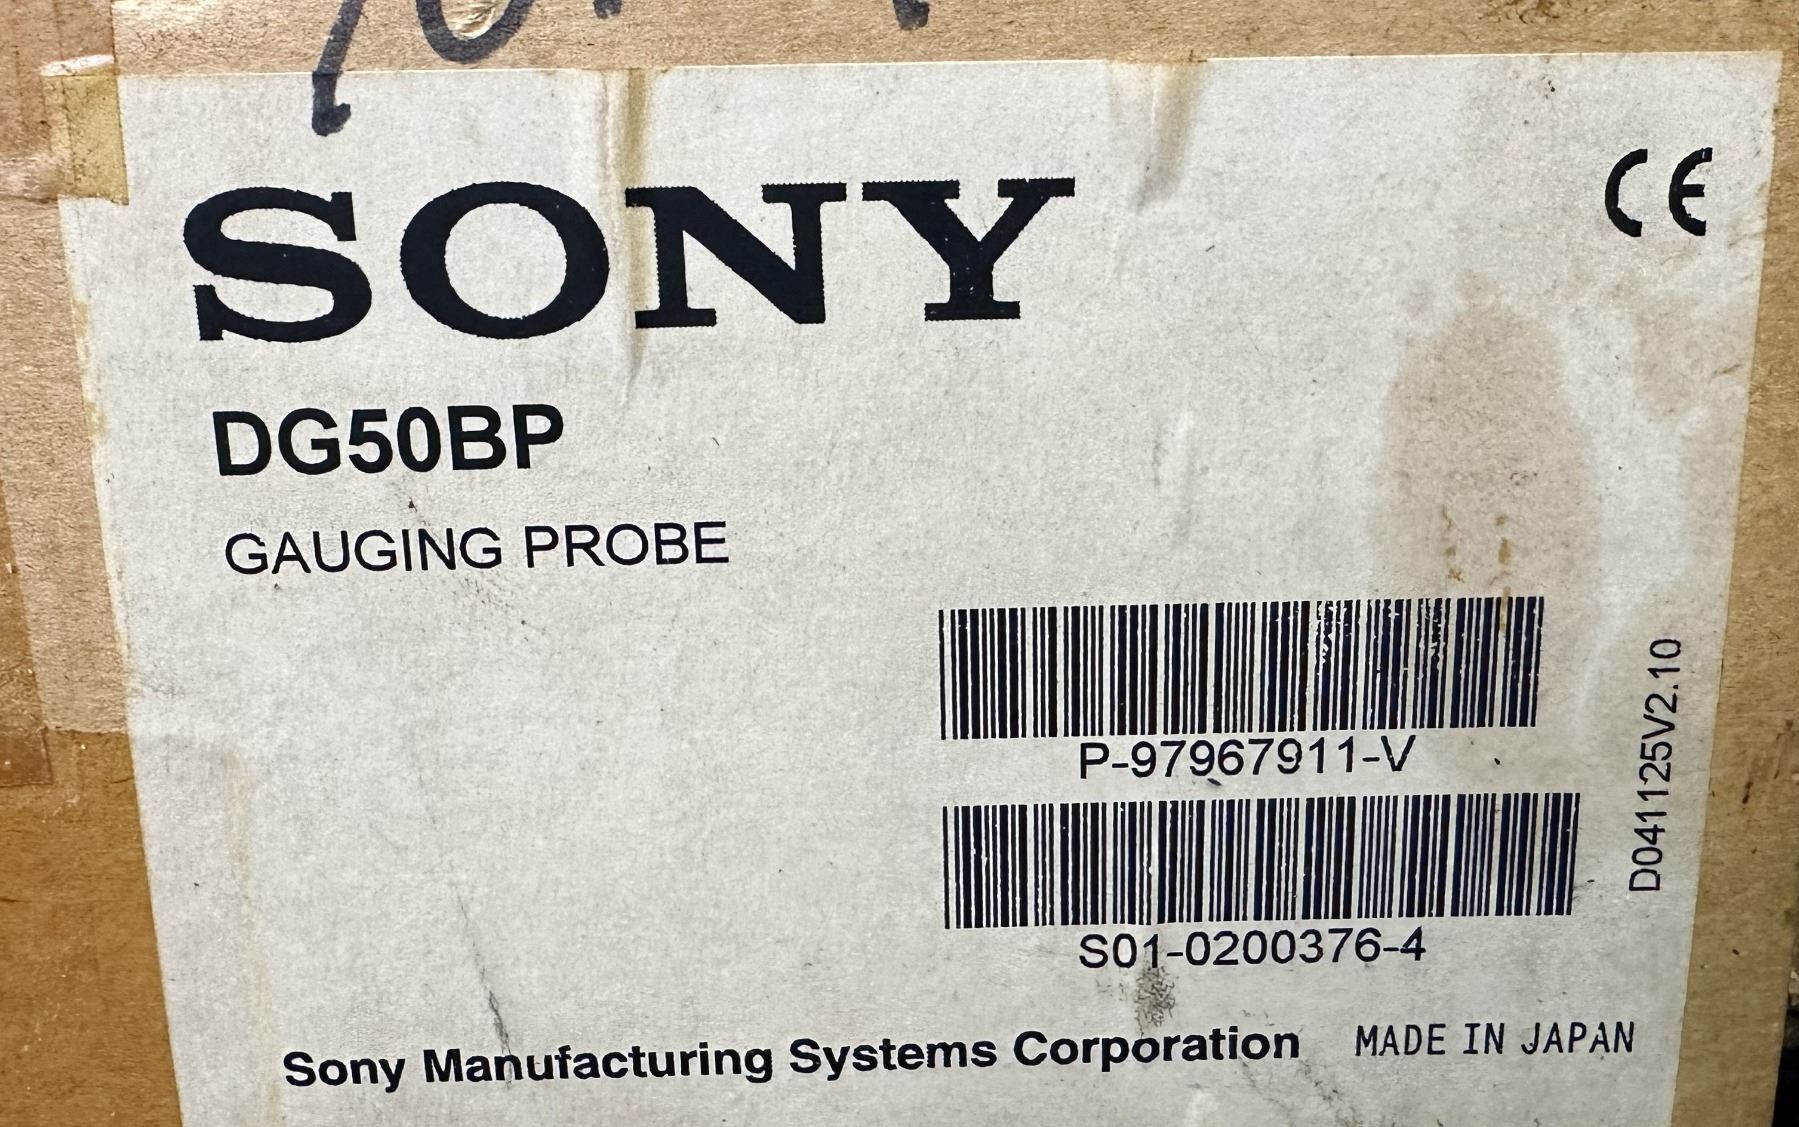 SONY
CE
DG50BP
GAUGING PROBE
P-97967911-V
S01-0200376-4
D041125V2.10
Sony Manufacturing Systems Corporation MADE IN JAPAN